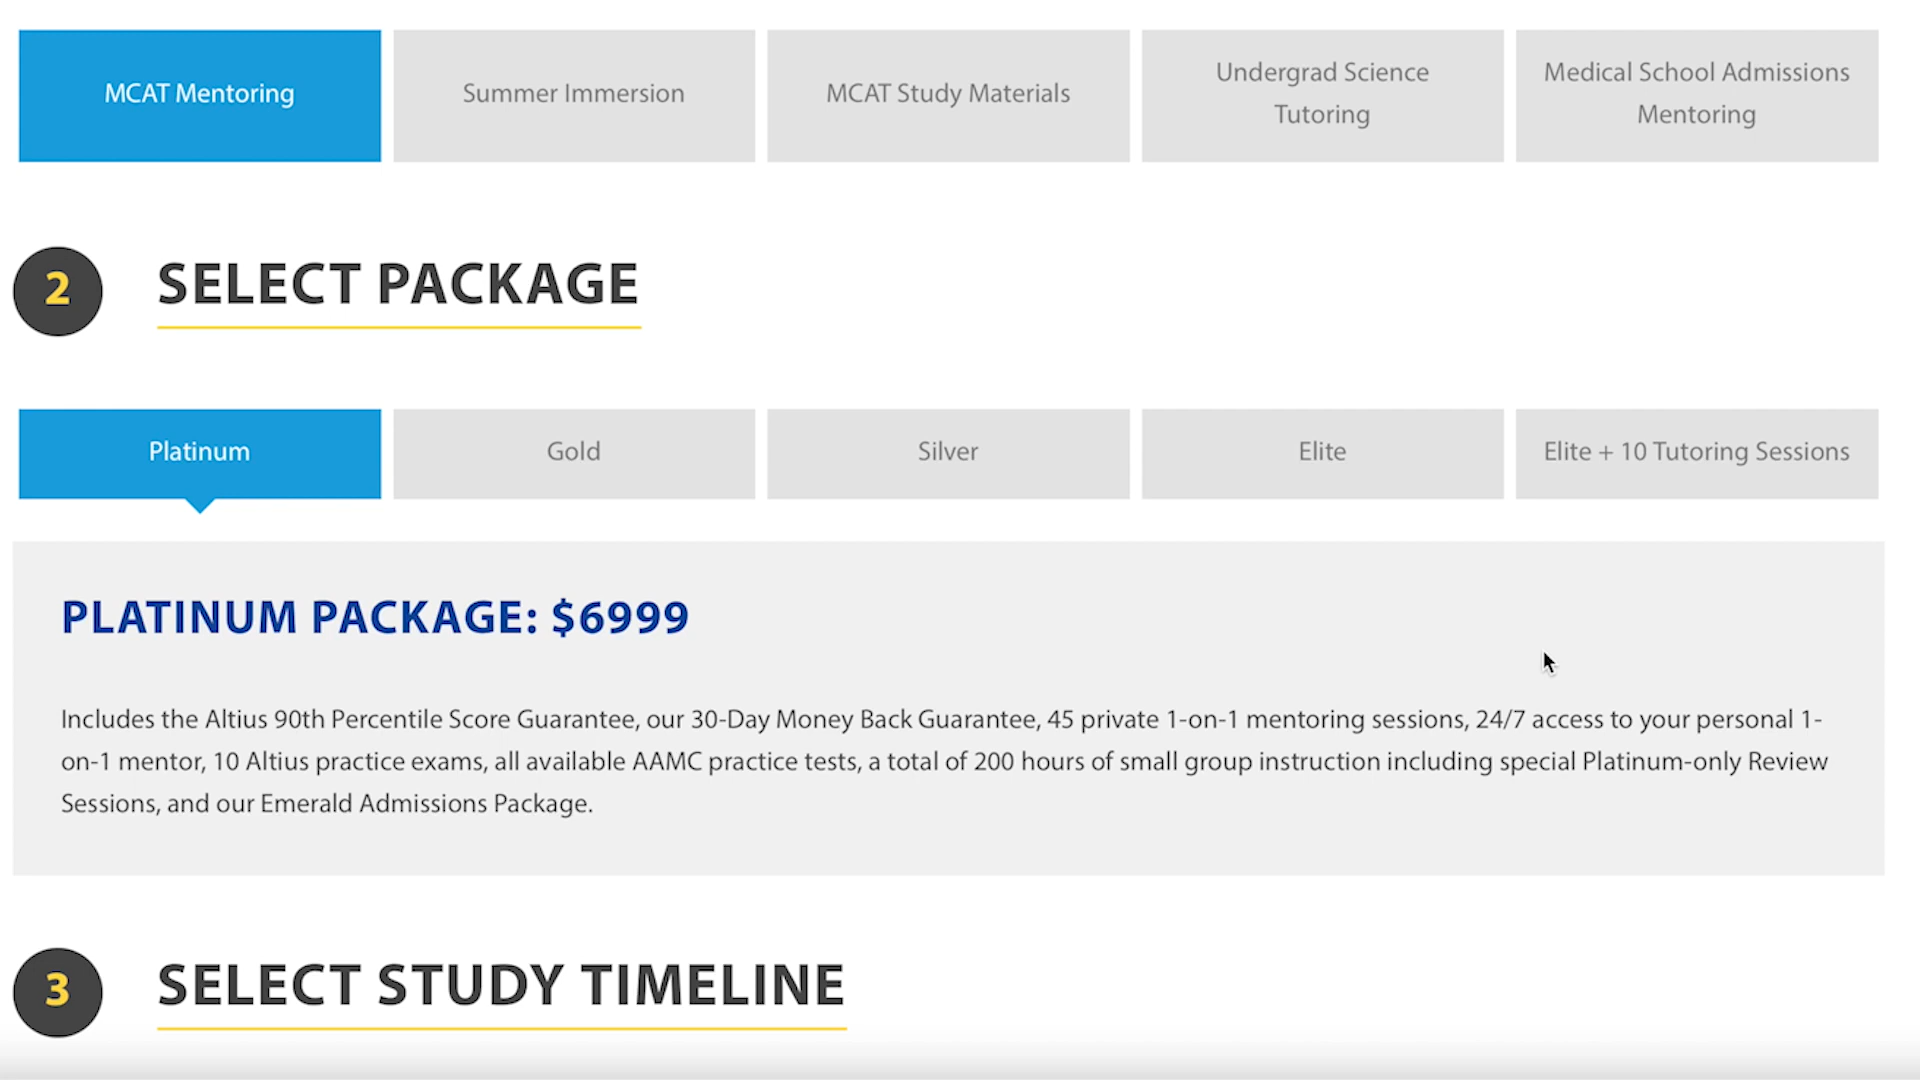 MCAT Mentoring
Summer Immersion
MCAT Study Materials
Undergrad Science
Tutoring
Medical School Admissions
Mentoring
2
SELECT PACKAGE
Platinum
Gold
Silver
Elite
Elite + 10 Tutoring Sessions
PLATINUM PACKAGE: $6999
Includes the Altius 90th Percentile Score Guarantee, our 30-Day Money Back Guarantee, 45 private 1-on-1 mentoring sessions, 24/7 access to your personal 1-
on-1 mentor, 10 Altius practice exams, all available AAMC practice tests, a total of 200 hours of small group instruction including special Platinum-only Review
Sessions, and our Emerald Admissions Package.
3
SELECT STUDY TIMELINE